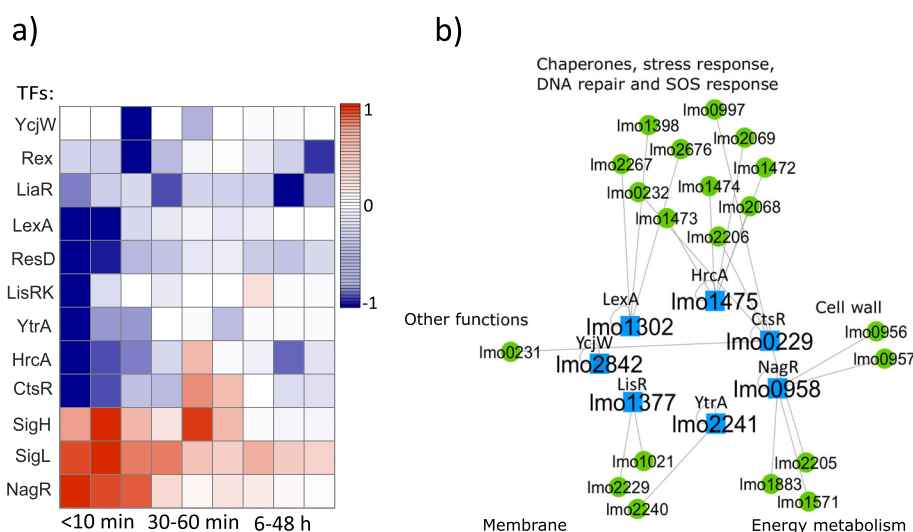 a)
TFs:
YcjW
Rex
LiaR
LexA
ResD
LisRK
YtrA
HrcA
CtsR
SigH
SigL
NagR
1
0
-1
<10 min 30-60 min 6-48 h
b)
Chaperones, stress response,
DNA repair and SOS response
lmo0997
lmo1398
lmo2069
lmo2676
lmo2267
lmo1472
lmo0232
lmo1474
lmo2068
lmo1473
lmo2206
HrcA
lmo1475
LexA
lmo1302
CtsR
lmo0229
Cell wall
lmo0956
lmo0957
Other functions
lmo0231
YcjW
lmo2842
NagR
lmo0958
LisR
lmo1377
YtrA
lmo2241
lmo1021
lmo2229
lmo2240
lmo2205
lmo1883
lmo1571
Membrane
Energy metabolism